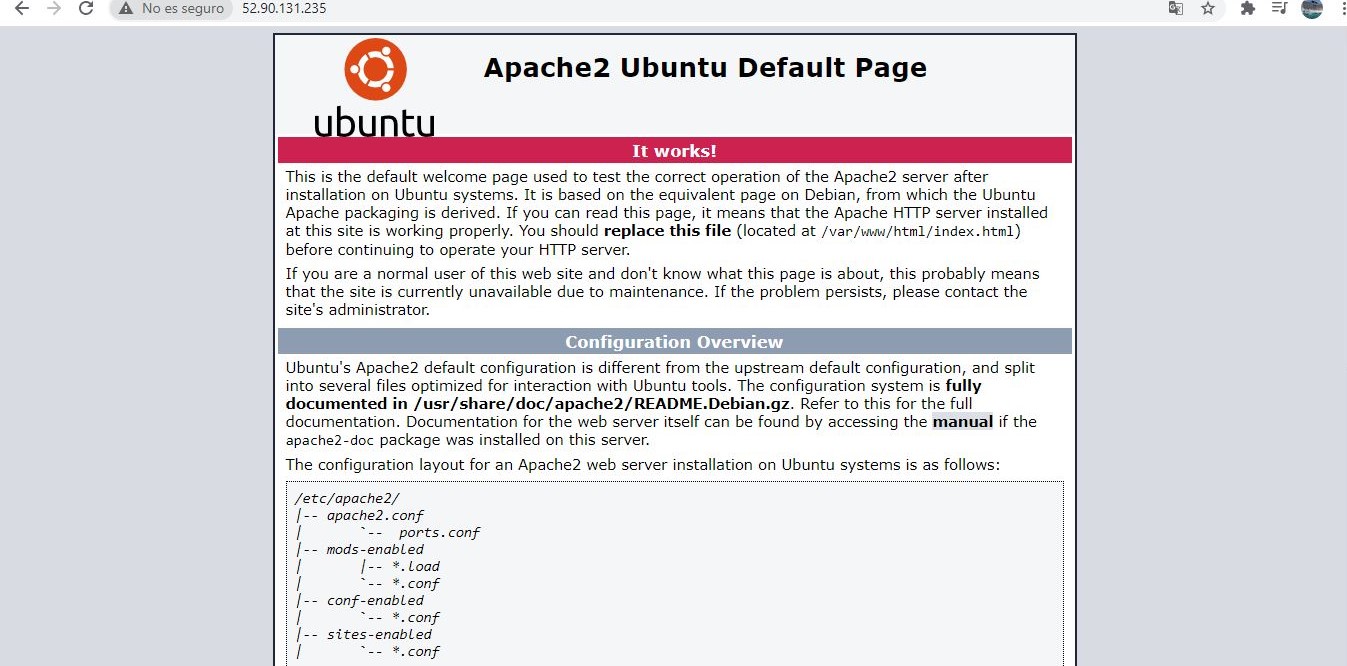 No es seguro 52.90.131.235
Apache2 Ubuntu Default Page
ubuntu
It works!
This is the default welcome page used to test the correct operation of the Apache2 server after
installation on Ubuntu systems. It is based on the equivalent page on Debian, from which the Ubuntu
Apache packaging is derived. If you can read this page, it means that the Apache HTTP server installed
at this site is working properly. You should replace this file (located at /var/www/html/index.html)
before continuing to operate your HTTP server.
If you are a normal user of this web site and don't know what this page is about, this probably means
that the site is currently unavailable due to maintenance. If the problem persists, please contact the
site's administrator.
Configuration Overview
Ubuntu's Apache2 default configuration is different from the upstream default configuration, and split
into several files optimized for interaction with Ubuntu tools. The configuration system is fully
documented in /usr/share/doc/apache2/README.Debian.gz. Refer to this for the full
documentation. Documentation for the web server itself can be found by accessing the manual if the
apache2-doc package was installed on this server.
The configuration layout for an Apache2 web server installation on Ubuntu systems is as follows:
/etc/apache2/
|-- apache2.conf
|       `--  ports.conf
|-- mods-enabled
|       |-- *.load
|       `-- *.conf
|-- conf-enabled
|       `-- *.conf
|-- sites-enabled
|       `-- *.conf